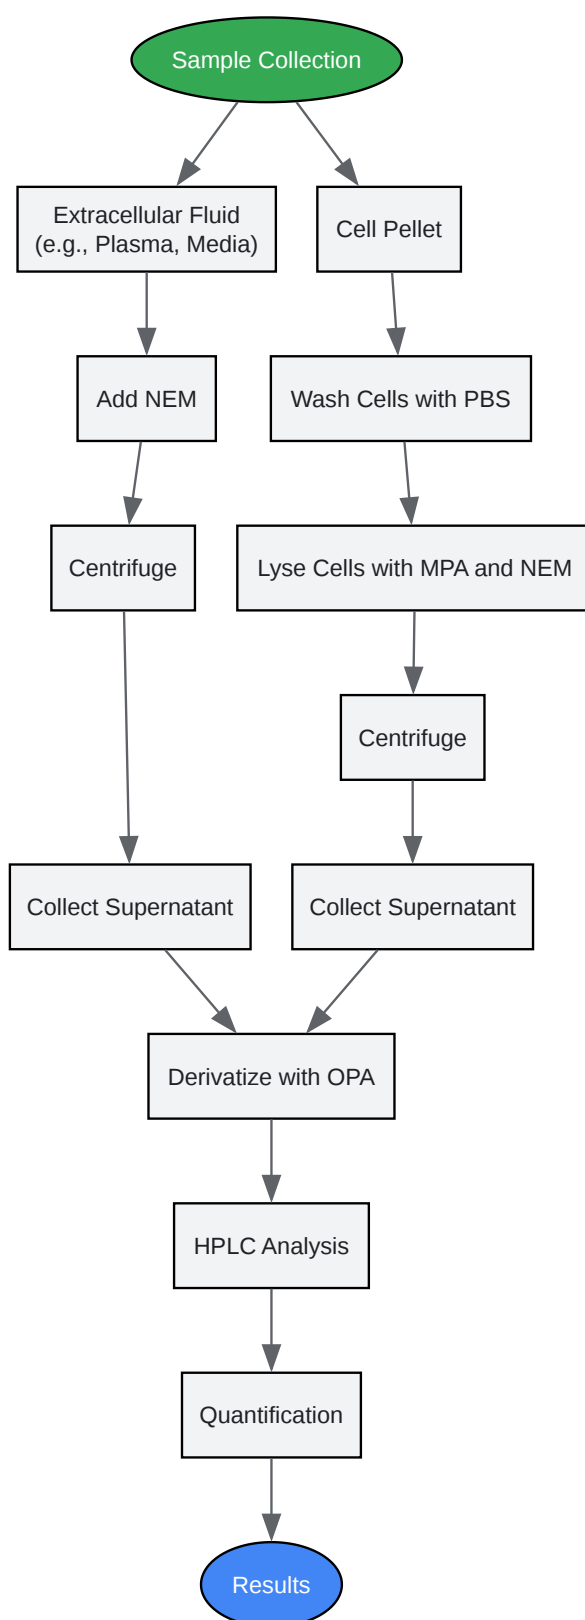 Sample Collection
Extracellular Fluid
(e.g., Plasma, Media)
Cell Pellet
Add NEM
Wash Cells with PBS
Centrifuge
Lyse Cells with MPA and NEM
Centrifuge
Collect Supernatant
Collect Supernatant
Derivatize with OPA
HPLC Analysis
Quantification
Results